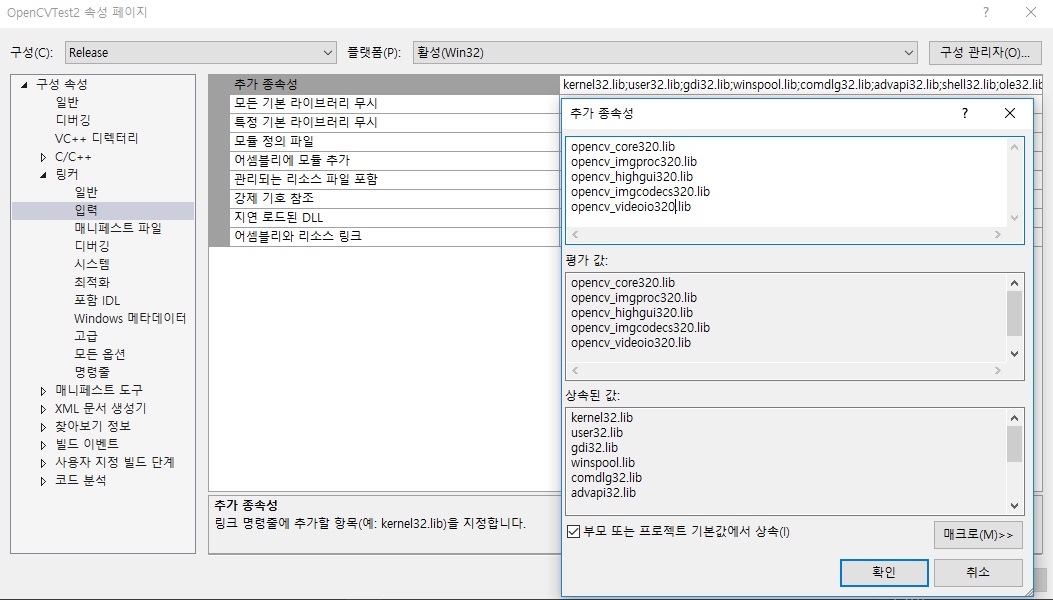 OpenCVTest2 속성 페이지
?
구성(C): Release 플랫폼(P): 활성(Win32) 구성 관리자(O)...
구성 속성
일반
디버깅
VC++ 디렉터리
C/C++
링커
일반
입력
매니페스트 파일
디버깅
시스템
최적화
포함 IDL
Windows 메타데이터
고급
모든 옵션
명령줄
매니페스트 도구
XML 문서 생성기
찾아보기 정보
빌드 이벤트
사용자 지정 빌드 단계
코드 분석
추가 종속성 kernel32.lib;user32.lib;gdi32.lib;winspool.lib;comdlg32.lib;advapi32.lib;shell32.lib;ole32.lib
모든 기본 라이브러리 무시
특정 기본 라이브러리 무시
모듈 정의 파일
어셈블리에 모듈 추가
관리되는 리소스 파일 포함
강제 기호 참조
지연 로드된 DLL
어셈블리와 리소스 링크
추가 종속성
링크 명령줄에 추가할 항목(예: kernel32.lib)을 지정합니다.
추가 종속성 ?
opencv_core320.lib
opencv_imgproc320.lib
opencv_highgui320.lib
opencv_imgcodecs320.lib
opencv_videoio320.lib
평가 값:
opencv_core320.lib
opencv_imgproc320.lib
opencv_highgui320.lib
opencv_imgcodecs320.lib
opencv_videoio320.lib
상속된 값:
kernel32.lib
user32.lib
gdi32.lib
winspool.lib
comdlg32.lib
advapi32.lib
부모 또는 프로젝트 기본값에서 상속(I)
매크로(M)>>
확인 취소